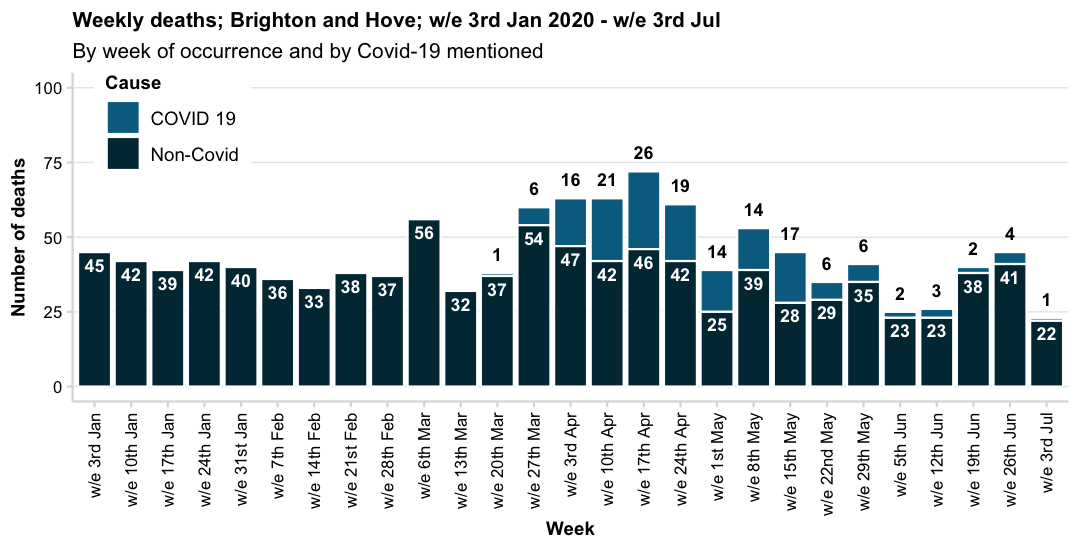 Weekly deaths; Brighton and Hove; w/e 3rd Jan 2020 - w/e 3rd Jul
By week of occurrence and by Covid-19 mentioned
Cause
COVID 19
Non-Covid
Number of deaths
100
75
50
25
0
6 16 21 26 19 14 14 17 6 6 2 3 2 4 1
1
45 42 39 42 40 36 33 38 37 56 32 37 54 47 42 46 42 25 39 28 29 35 23 23 38 41 22
w/e 3rd Jan
w/e 10th Jan
w/e 17th Jan
w/e 24th Jan
w/e 31st Jan
w/e 7th Feb
w/e 14th Feb
w/e 21st Feb
w/e 28th Feb
w/e 6th Mar
w/e 13th Mar
w/e 20th Mar
w/e 27th Mar
w/e 3rd Apr
w/e 10th Apr
w/e 17th Apr
w/e 24th Apr
w/e 1st May
w/e 8th May
w/e 15th May
w/e 22nd May
w/e 29th May
w/e 5th Jun
w/e 12th Jun
w/e 19th Jun
w/e 26th Jun
w/e 3rd Jul
Week